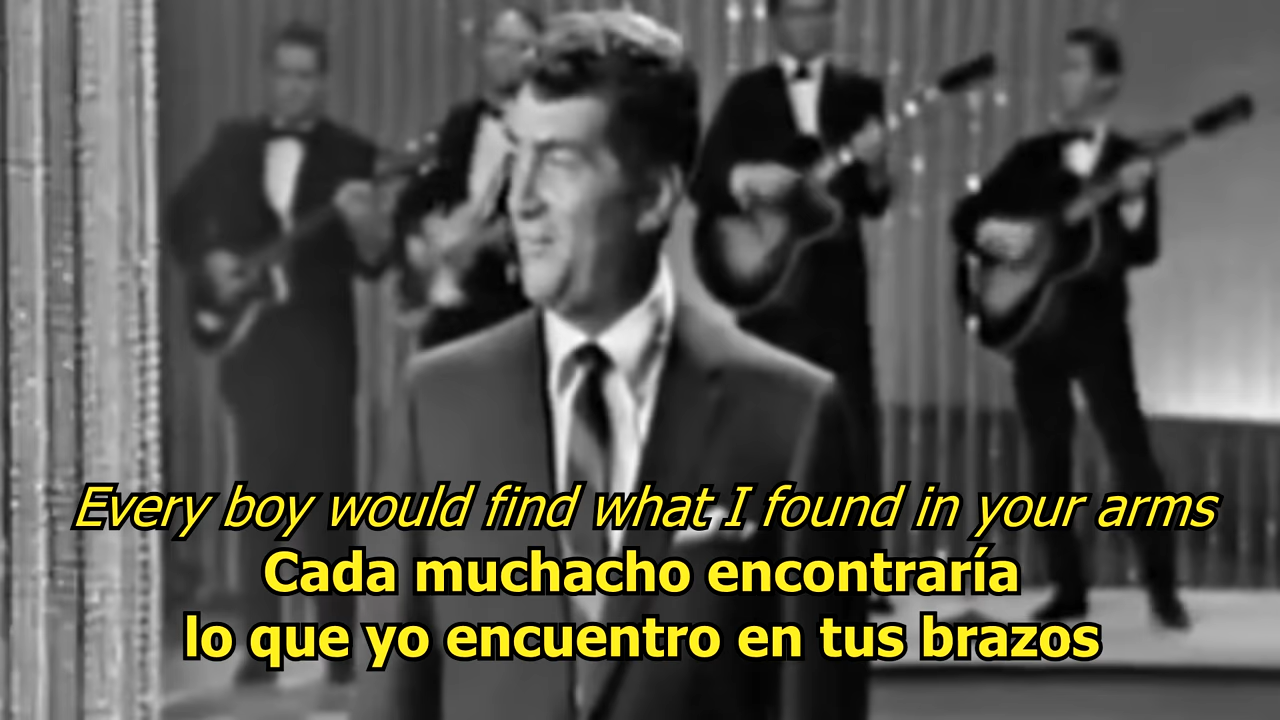 Every boy would find what I found in your arms
Cada muchacho encontraría
lo que yo encuentro en tus brazos